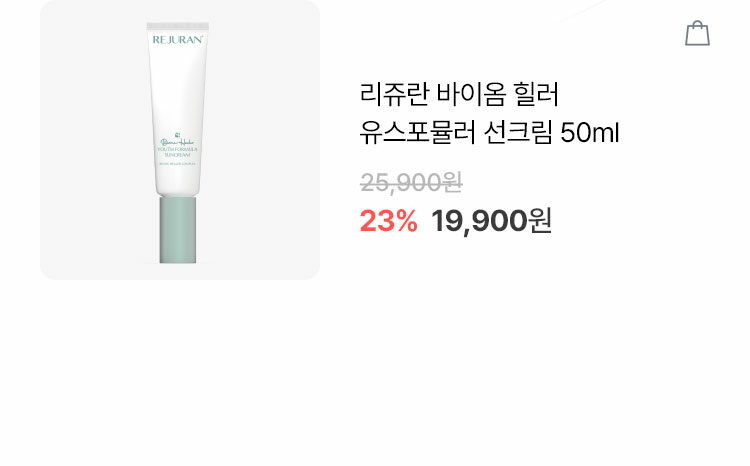 REJURAN®
YOUTH FORMULA
SUNCREAM
리쥬란 바이옴 힐러
유스포뮬러 선크림 50ml
25,900원
23% 19,900원